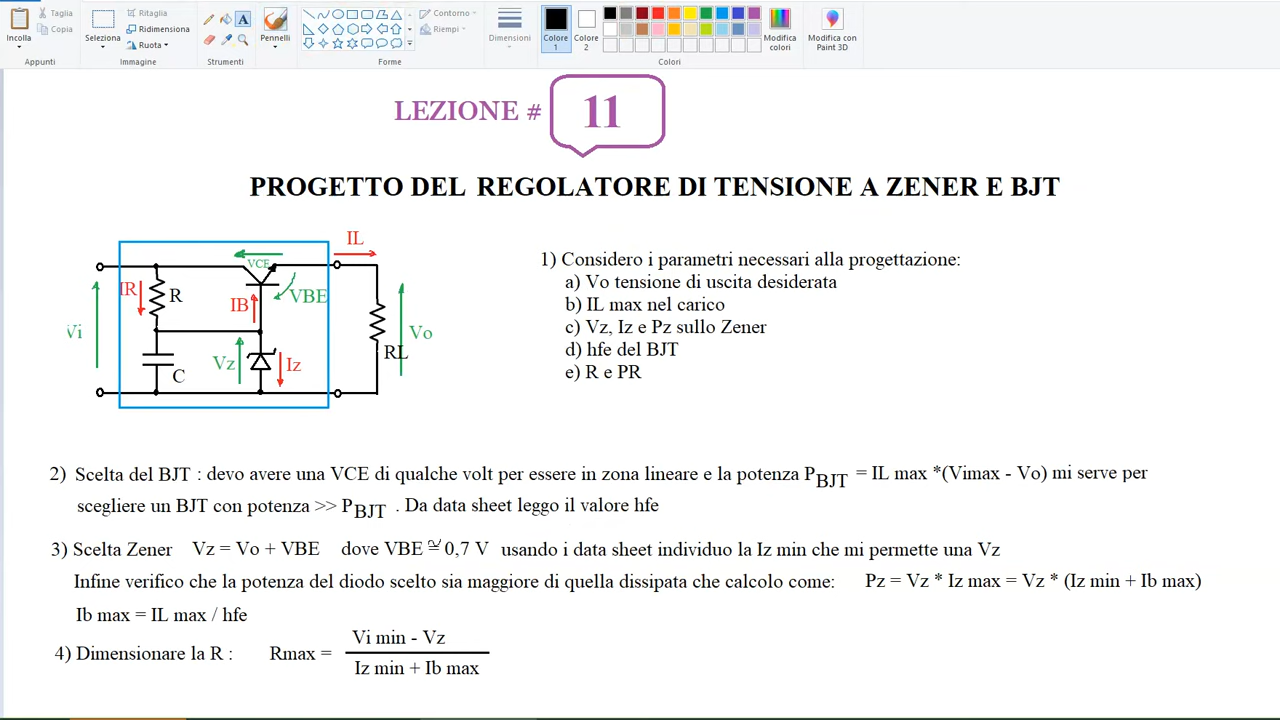 Incolla
Taglia
Copia
Appunti
Seleziona
Ritaglia
Ridimensiona
Ruota
Immagine
A
Strumenti
Pennelli
Contorno
Riempi
Forme
Dimensioni
Colore 1
Colore 2
Modifica colori
Colori
Modifica con Paint 3D
LEZIONE # 11
PROGETTO DEL REGOLATORE DI TENSIONE A ZENER E BJT
IL
VCE
IR
R
IB
VBE
Vi
Vz
Iz
C
RL
Vo
1) Considero i parametri necessari alla progettazione:
a) Vo tensione di uscita desiderata
b) IL max nel carico
c) Vz, Iz e Pz sullo Zener
d) hfe del BJT
e) R e PR
2) Scelta del BJT : devo avere una VCE di qualche volt per essere in zona lineare e la potenza PBJT = IL max *(Vimax - Vo) mi serve per
scegliere un BJT con potenza >> PBJT . Da data sheet leggo il valore hfe
3) Scelta Zener Vz = Vo + VBE dove VBE ≅ 0,7 V usando i data sheet individuo la Iz min che mi permette una Vz
Infine verifico che la potenza del diodo scelto sia maggiore di quella dissipata che calcolo come: Pz = Vz * Iz max = Vz * (Iz min + Ib max)
Ib max = IL max / hfe
4) Dimensionare la R : Rmax =
Vi min - Vz
Iz min + Ib max